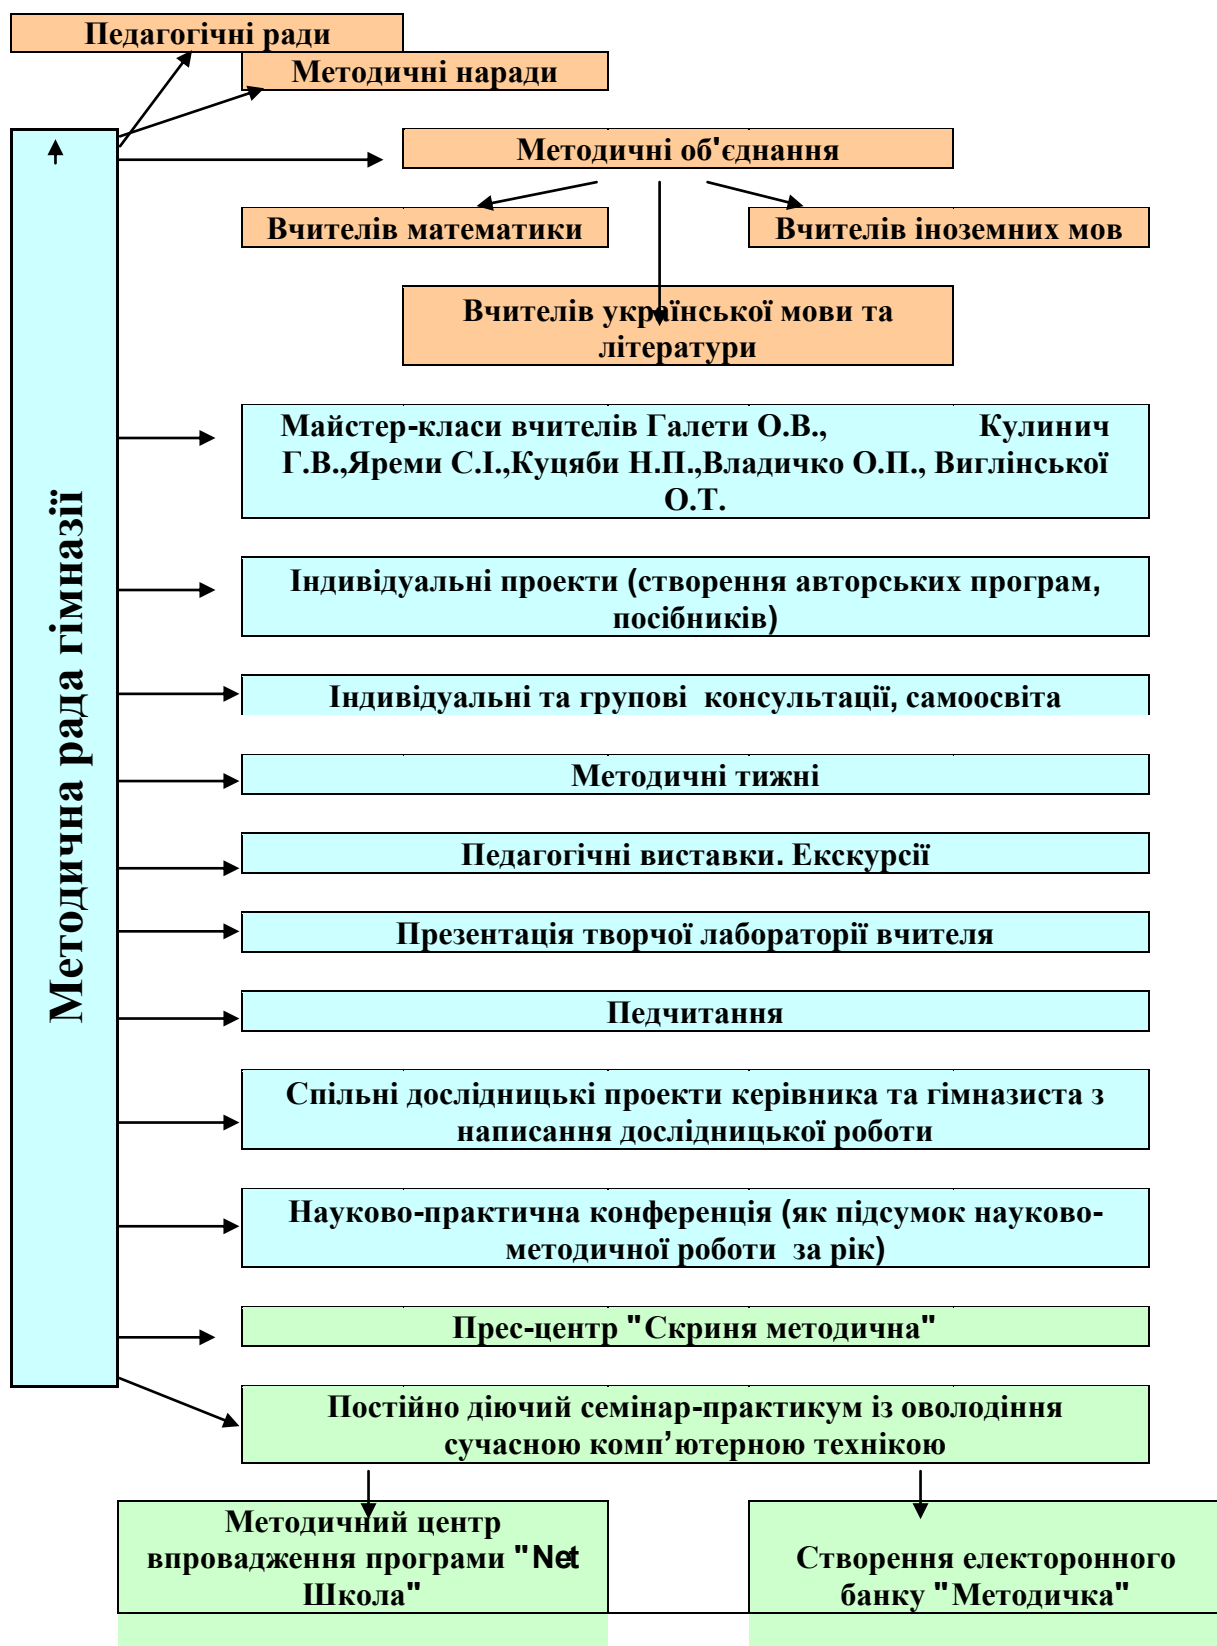 Педагогічні ради
Методичні наради
Методичні об'єднання
Вчителів математики
Вчителів іноземних мов
Вчителів української мови та
літератури
Методична рада гімназії
Майстер-класи вчителів Галети О.В., Кулинич
Г.В.,Яреми С.І.,Куцяби Н.П.,Владичко О.П., Виглінської
О.Т.
Індивідуальні проекти (створення авторських програм,
посібників)
Індивідуальні та групові консультації, самоосвіта
Методичні тижні
Педагогічні виставки. Екскурсії
Презентація творчої лабораторії вчителя
Педчитання
Спільні дослідницькі проекти керівника та гімназиста з
написання дослідницької роботи
Науково-практична конференція (як підсумок науково-
методичної роботи за рік)
Прес-центр "Скриня методична"
Постійно діючий семінар-практикум із оволодіння
сучасною комп’ютерною технікою
Методичний центр
впровадження програми "Net
Школа"
Створення електоронного
банку "Методичка"